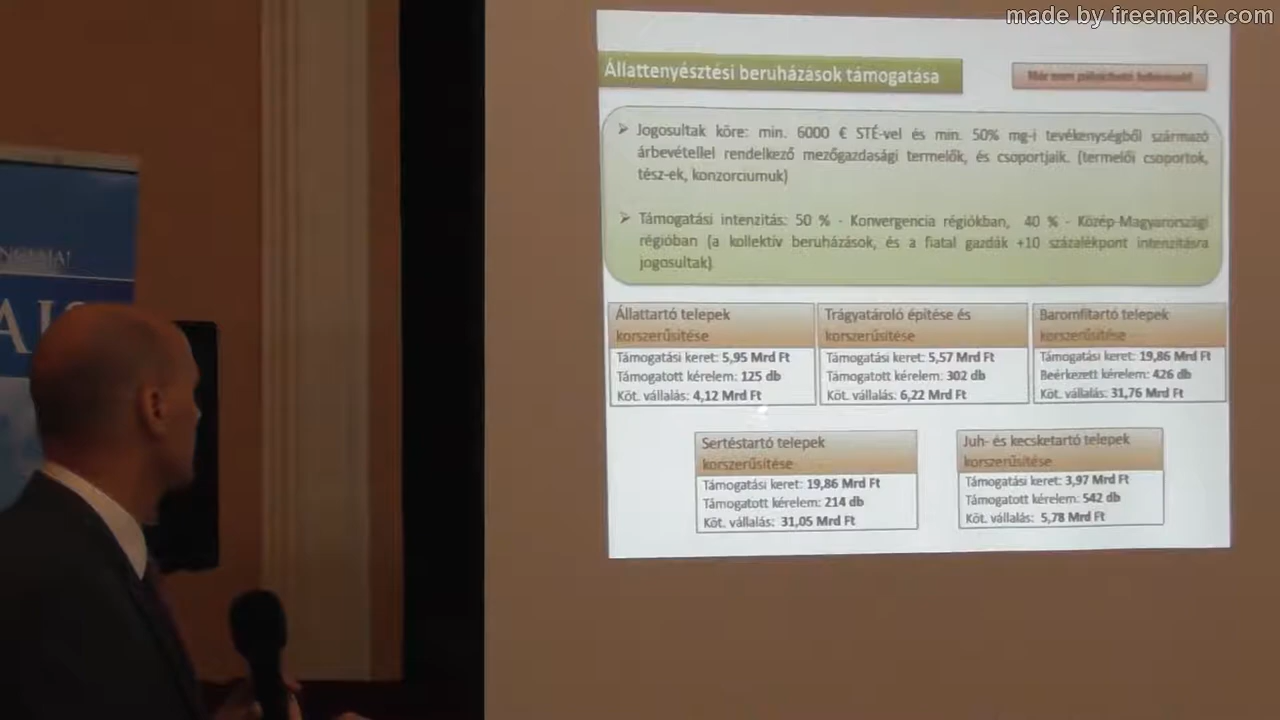 made by freemake.com
Állattenyésztési beruházások támogatása
Már nem pályázható
➢ Jogosultak köre: min. 6000 € STÉ-vel és min. 50% mg-i tevékenységből származó
árbevétellel rendelkező mezőgazdasági termelők, és csoportjaik. (termelői csoportok,
tész-ek, konzorciumuk)
➢ Támogatási intenzitás: 50 % - Konvergencia régiókban, 40 % - Közép-Magyarországi
régióban (a kollektív beruházások, és a fiatal gazdák +10 százalékpont intenzitásra
jogosultak)
Állattartó telepek
korszerűsítése
Támogatási keret: 5,95 Mrd Ft
Támogatott kérelem: 125 db
Köt. vállalás: 4,12 Mrd Ft
Trágyatároló építése és
korszerűsítése
Támogatási keret: 5,57 Mrd Ft
Támogatott kérelem: 302 db
Köt. vállalás: 6,22 Mrd Ft
Baromfitartó telepek
korszerűsítése
Támogatási keret: 19,86 Mrd Ft
Beérkezett kérelem: 426 db
Köt. vállalás: 31,76 Mrd Ft
Sertéstartó telepek
korszerűsítése
Támogatási keret: 19,86 Mrd Ft
Támogatott kérelem: 214 db
Köt. vállalás: 31,05 Mrd Ft
Juh- és kecsketartó telepek
korszerűsítése
Támogatási keret: 3,97 Mrd Ft
Támogatott kérelem: 542 db
Köt. vállalás: 5,78 Mrd Ft